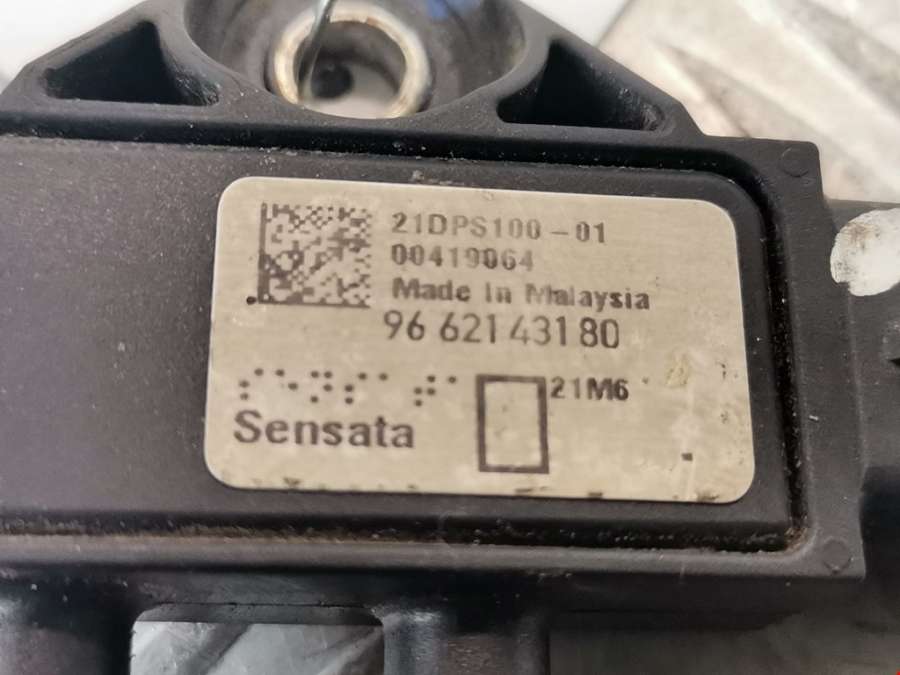 21DPS100-01
00419064
Made In Malaysia
96 621 431 80
21M6
Sensata